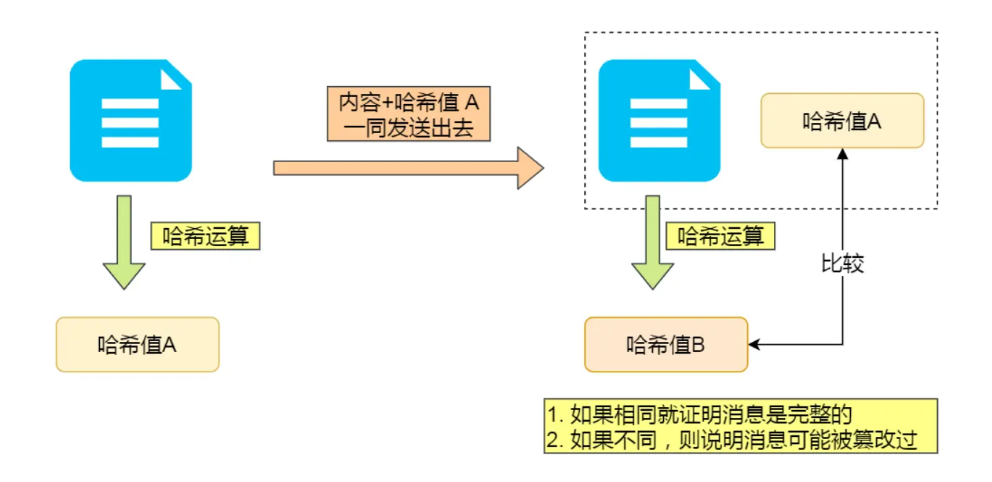 内容+哈希值 A
一同发送出去
哈希值A
哈希运算
哈希运算
比较
哈希值A
哈希值B
1. 如果相同就证明消息是完整的
2. 如果不同，则说明消息可能被篡改过